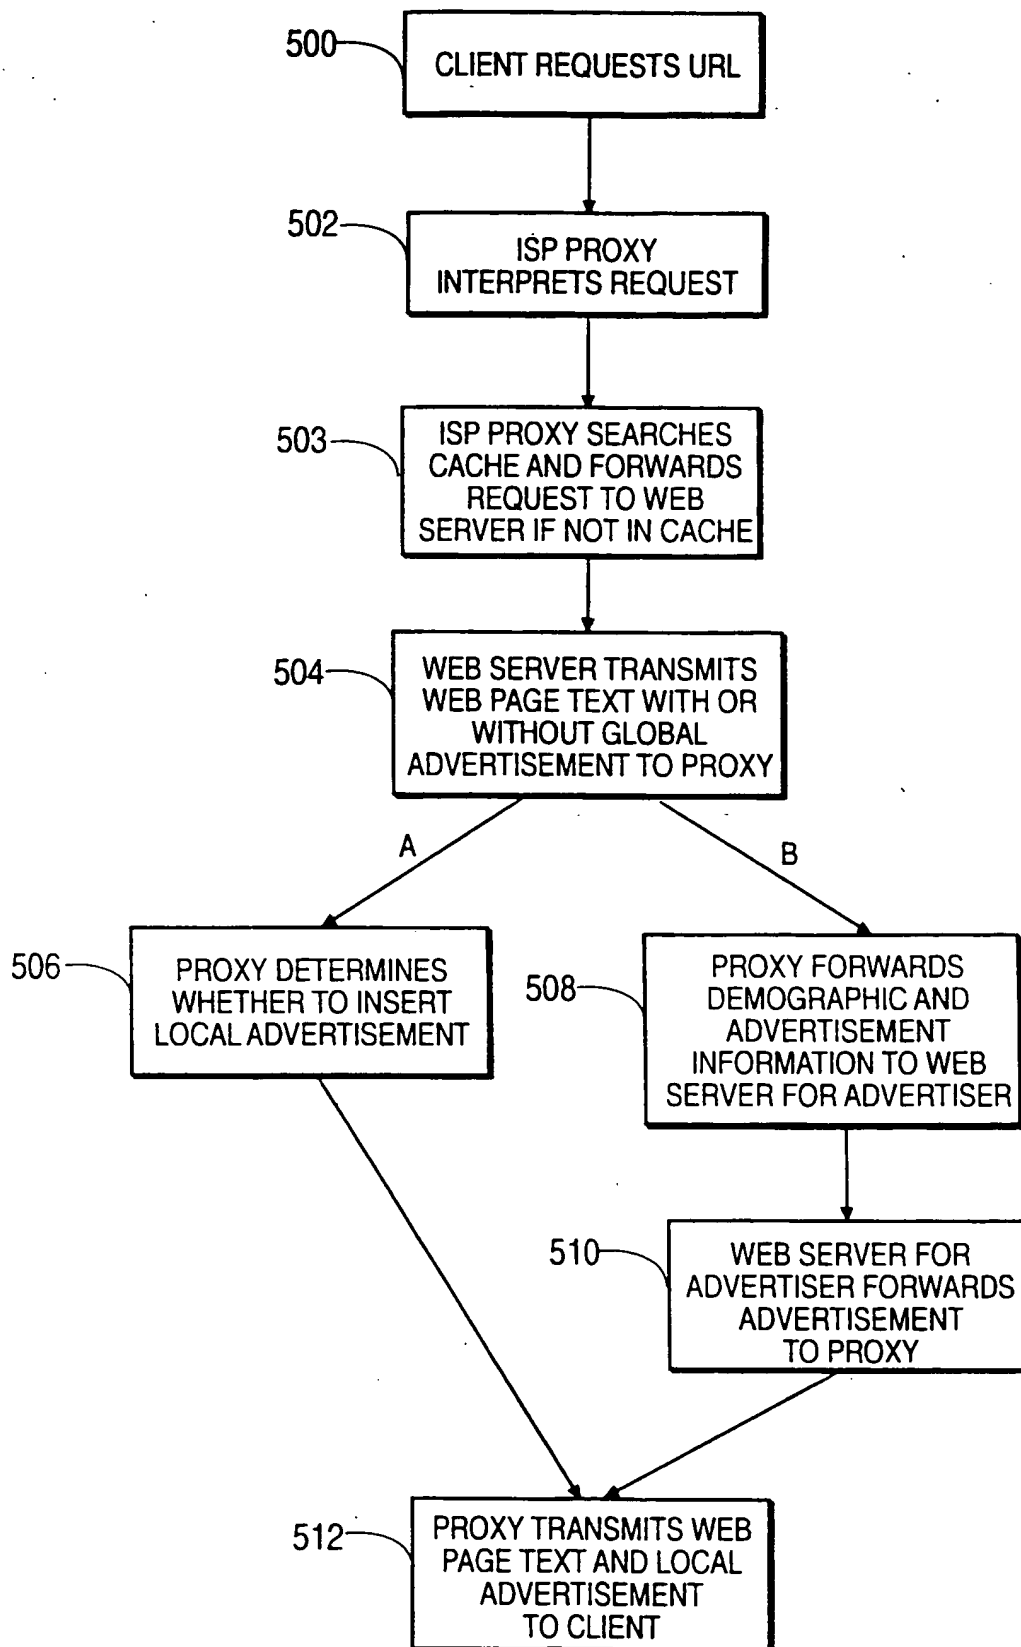 500
CLIENT REQUESTS URL
502
ISP PROXY
INTERPRETS REQUEST
503
ISP PROXY SEARCHES
CACHE AND FORWARDS
REQUEST TO WEB
SERVER IF NOT IN CACHE
504
WEB SERVER TRANSMITS
WEB PAGE TEXT WITH OR
WITHOUT GLOBAL
ADVERTISEMENT TO PROXY
A
B
506
PROXY DETERMINES
WHETHER TO INSERT
LOCAL ADVERTISEMENT
508
PROXY FORWARDS
DEMOGRAPHIC AND
ADVERTISEMENT
INFORMATION TO WEB
SERVER FOR ADVERTISER
510
WEB SERVER FOR
ADVERTISER FORWARDS
ADVERTISEMENT
TO PROXY
512
PROXY TRANSMITS WEB
PAGE TEXT AND LOCAL
ADVERTISEMENT
TO CLIENT